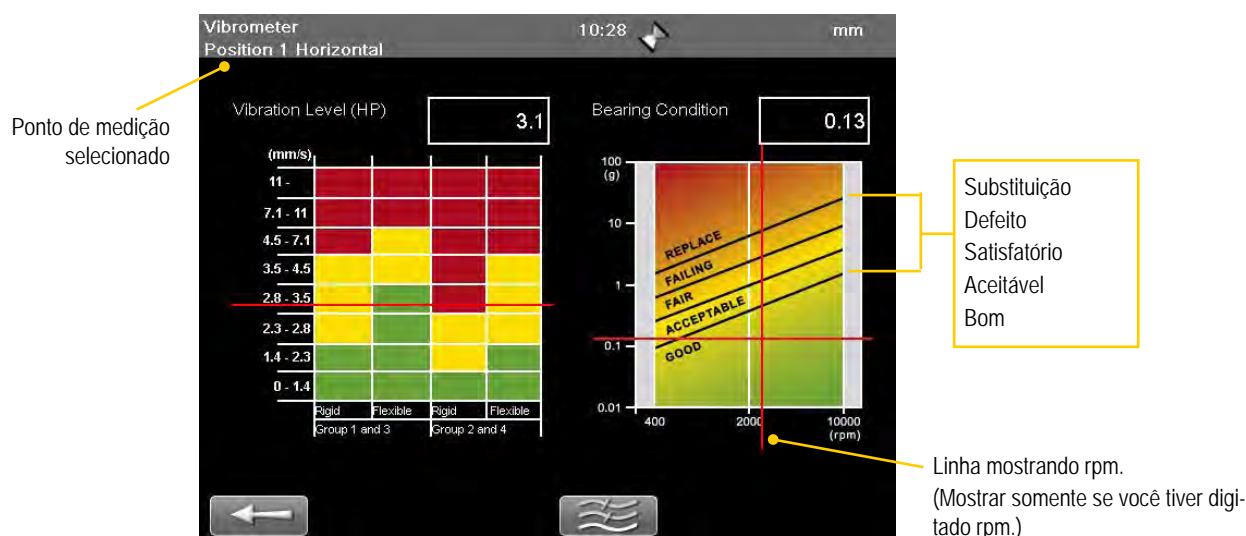 Vibrometer
10:28
mm
Position 1 Horizontal
Ponto de medição
selecionado
Vibration Level (HP)
3.1
(mm/s)
11 -
7.1 - 11
4.5 - 7.1
3.5 - 4.5
2.8 - 3.5
2.3 - 2.8
1.4 - 2.3
0 - 1.4
Rigid Flexible Rigid Flexible
Group 1 and 3 Group 2 and 4
Bearing Condition
0.13
100
(g)
10
1
0.1
0.01
REPLACE
FAILING
FAIR
ACCEPTABLE
GOOD
400 2000 10000
(rpm)
Substituição
Defeito
Satisfatório
Aceitável
Bom
Linha mostrando rpm.
(Mostrar somente se você tiver digi-
tado rpm.)